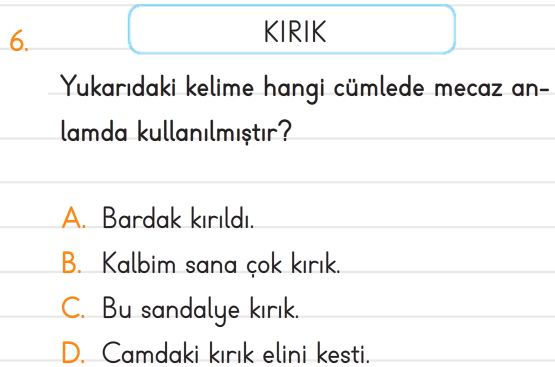 KIRIK
6.
Yukarıdaki kelime hangi cümlede mecaz an-
lamda kullanılmıştır?
A. Bardak kırıldı.
B. Kalbim sana çok kırık.
C. Bu sandalye kırık.
D. Camdaki kırık elini kesti.